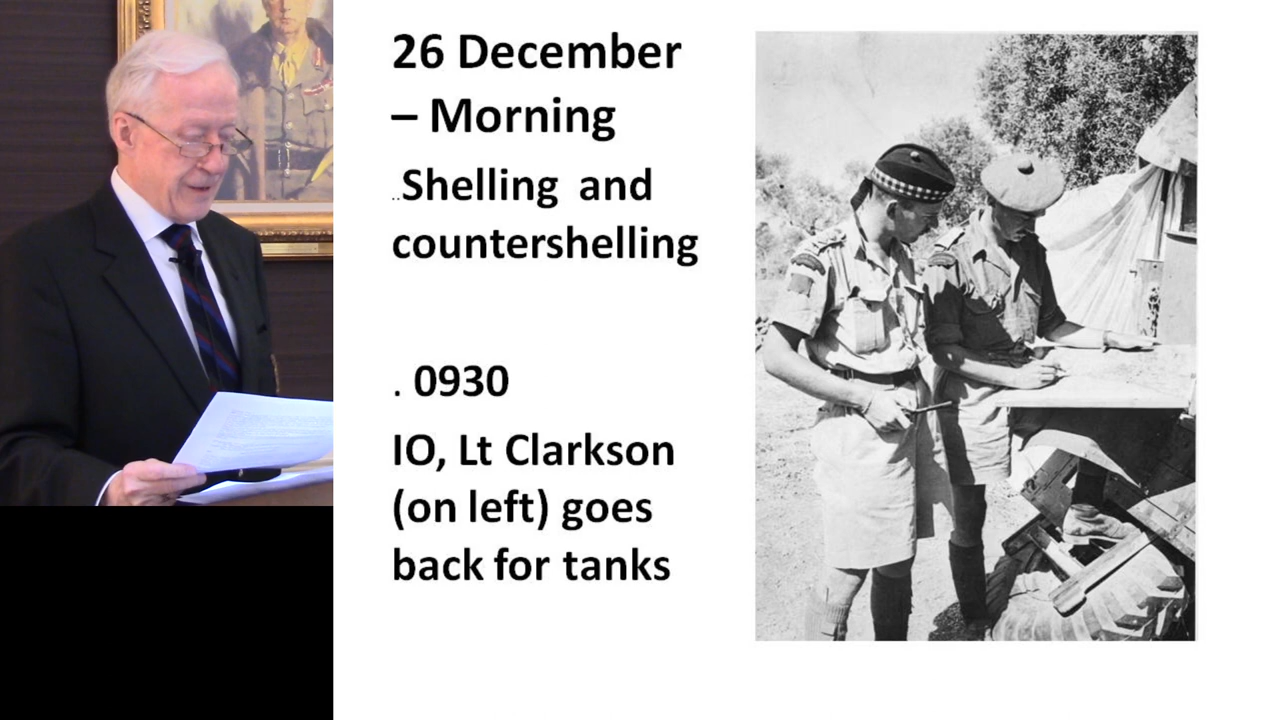 26 December
– Morning
..Shelling and
countershelling
. 0930
IO, Lt Clarkson
(on left) goes
back for tanks